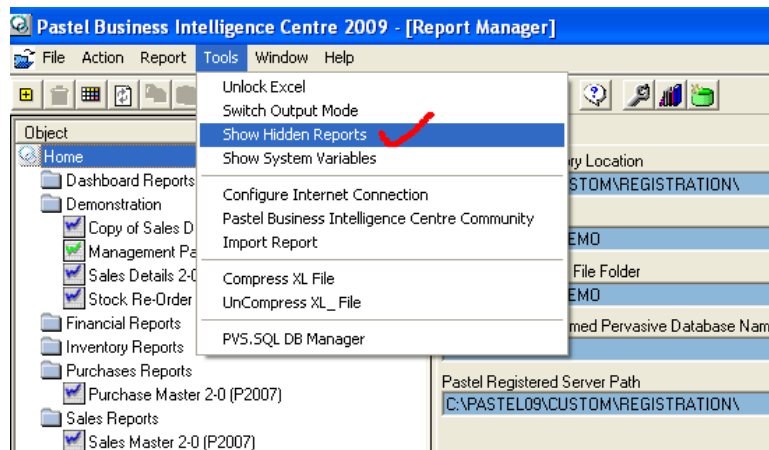 Pastel Business Intelligence Centre 2009 - [Report Manager]
File Action Report Tools Window Help
Unlock Excel
Switch Output Mode
Show Hidden Reports
Show System Variables
Configure Internet Connection
Pastel Business Intelligence Centre Community
Import Report
Compress XL File
UnCompress XL_ File
PVS.SQL DB Manager
Object
Home
Dashboard Reports
Demonstration
Copy of Sales D
Management Pa
Sales Details 2-0
Stock Re-Order
Financial Reports
Inventory Reports
Purchases Reports
Purchase Master 2-0 (P2007)
Sales Reports
Sales Master 2-0 (P2007)
ry Location
STOM\REGISTRATION\
EMO
File Folder
EMO
med Pervasive Database Nam
Pastel Registered Server Path
C:\PASTEL09\CUSTOM\REGISTRATION\